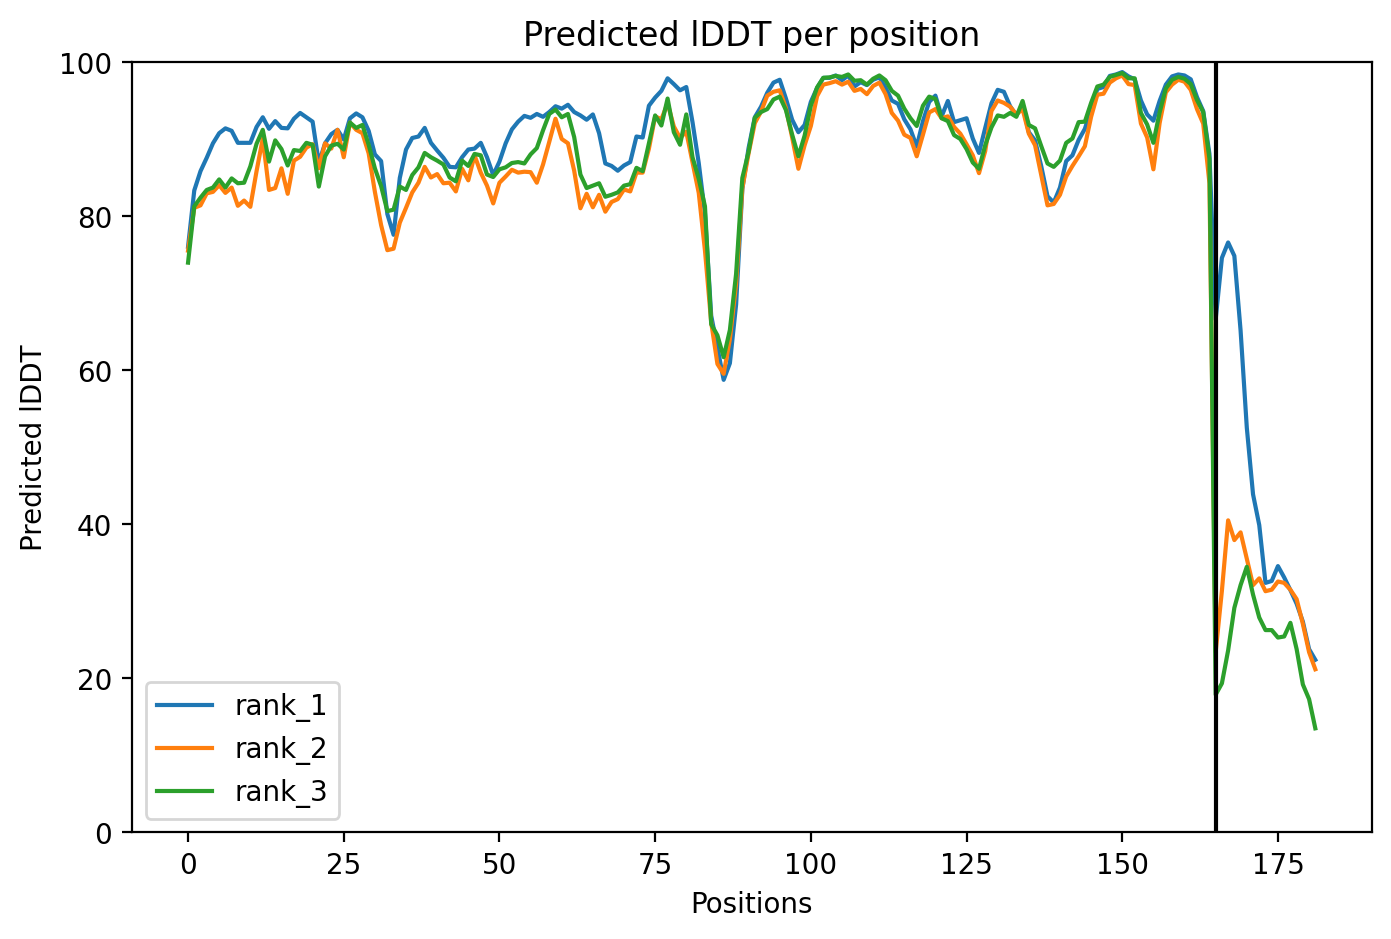 Predicted lDDT per position
100
80
60
40
20
0
Predicted lDDT
rank_1
rank_2
rank_3
0 25 50 75 100 125 150 175
Positions